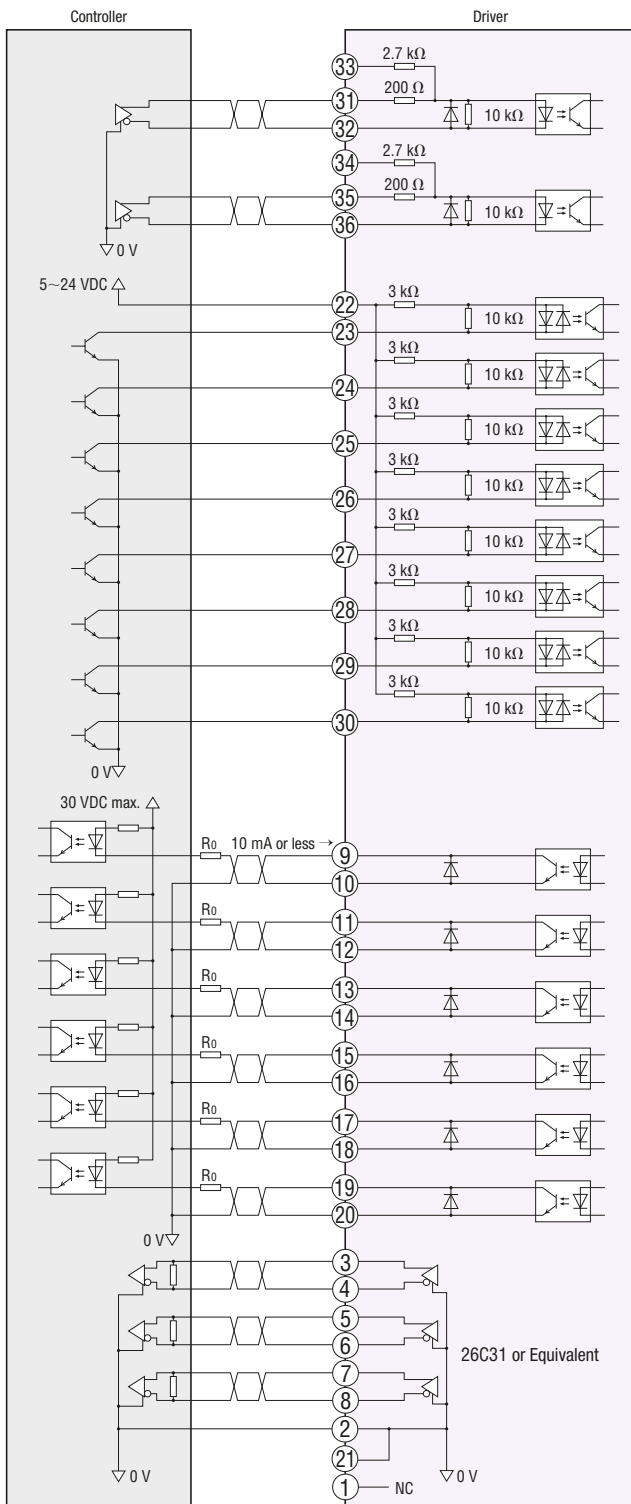 Controller Driver
33 2.7 kΩ
31 200 Ω
32 10 kΩ
34 2.7 kΩ
35 200 Ω
36 10 kΩ
0 V
5~24 VDC
22 3 kΩ
23 10 kΩ
3 kΩ
24 10 kΩ
3 kΩ
25 10 kΩ
3 kΩ
26 10 kΩ
3 kΩ
27 10 kΩ
3 kΩ
28 10 kΩ
3 kΩ
29 10 kΩ
3 kΩ
30 10 kΩ
0 V
30 VDC max.
R0 10 mA or less 9
10
R0 11
12
R0 13
14
R0 15
16
R0 17
18
R0 19
20
0 V
3
4
5
6
26C31 or Equivalent
7
8
2
21
0 V 0 V
1 NC